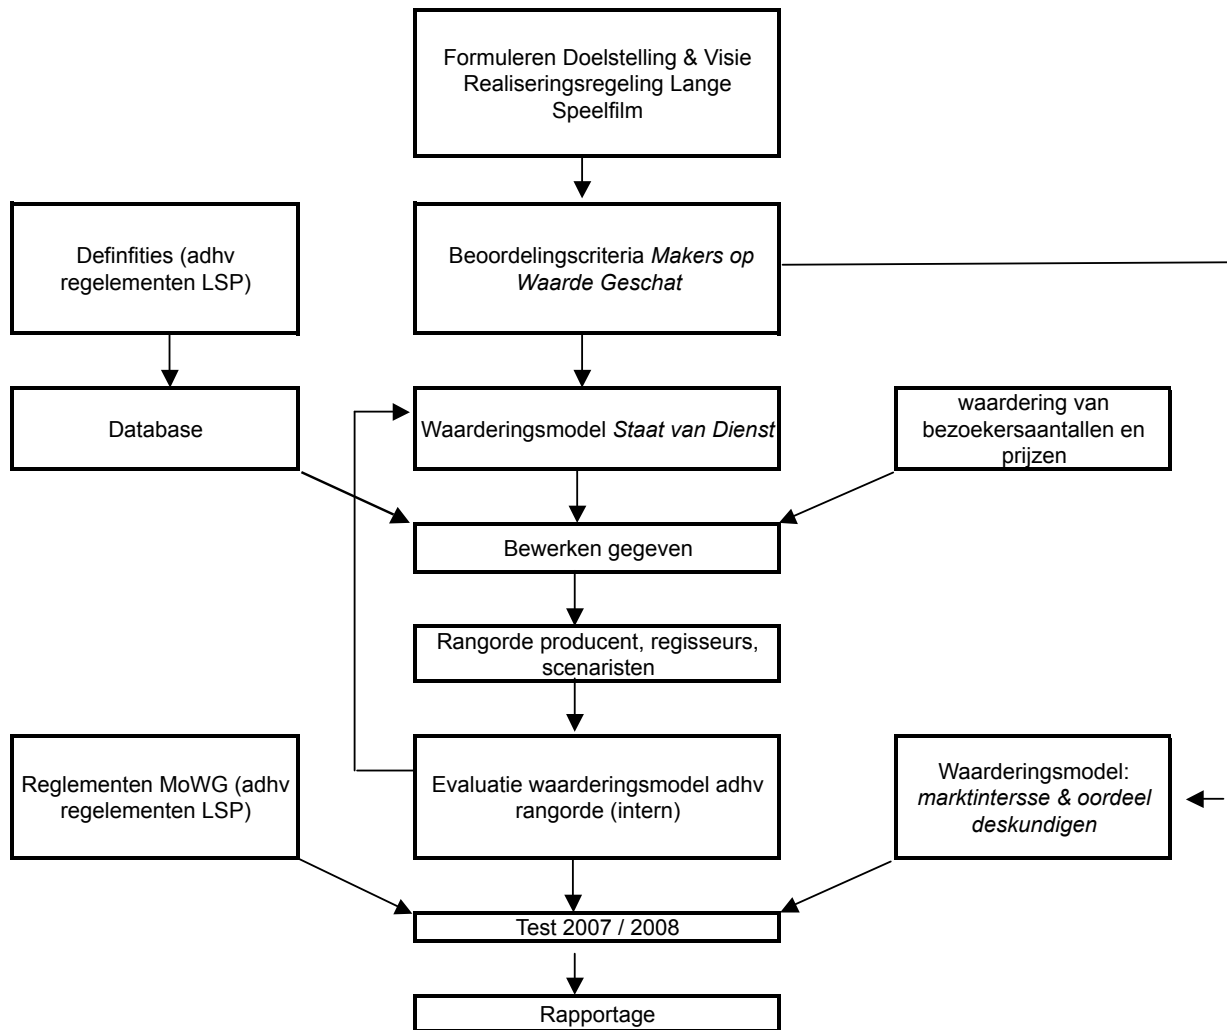 Formuleren Doelstelling & Visie
Realiseringsregeling Lange
Speelfilm
Definfities (adhv
regelementen LSP)
Beoordelingscriteria Makers op
Waarde Geschat
Database
Waarderingsmodel Staat van Dienst
waardering van
bezoekersaantallen en
prijzen
Bewerken gegeven
Rangorde producent, regisseurs,
scenaristen
Reglementen MoWG (adhv
regelementen LSP)
Evaluatie waarderingsmodel adhv
rangorde (intern)
Waarderingsmodel:
marktintersse & oordeel
deskundigen
Test 2007 / 2008
Rapportage